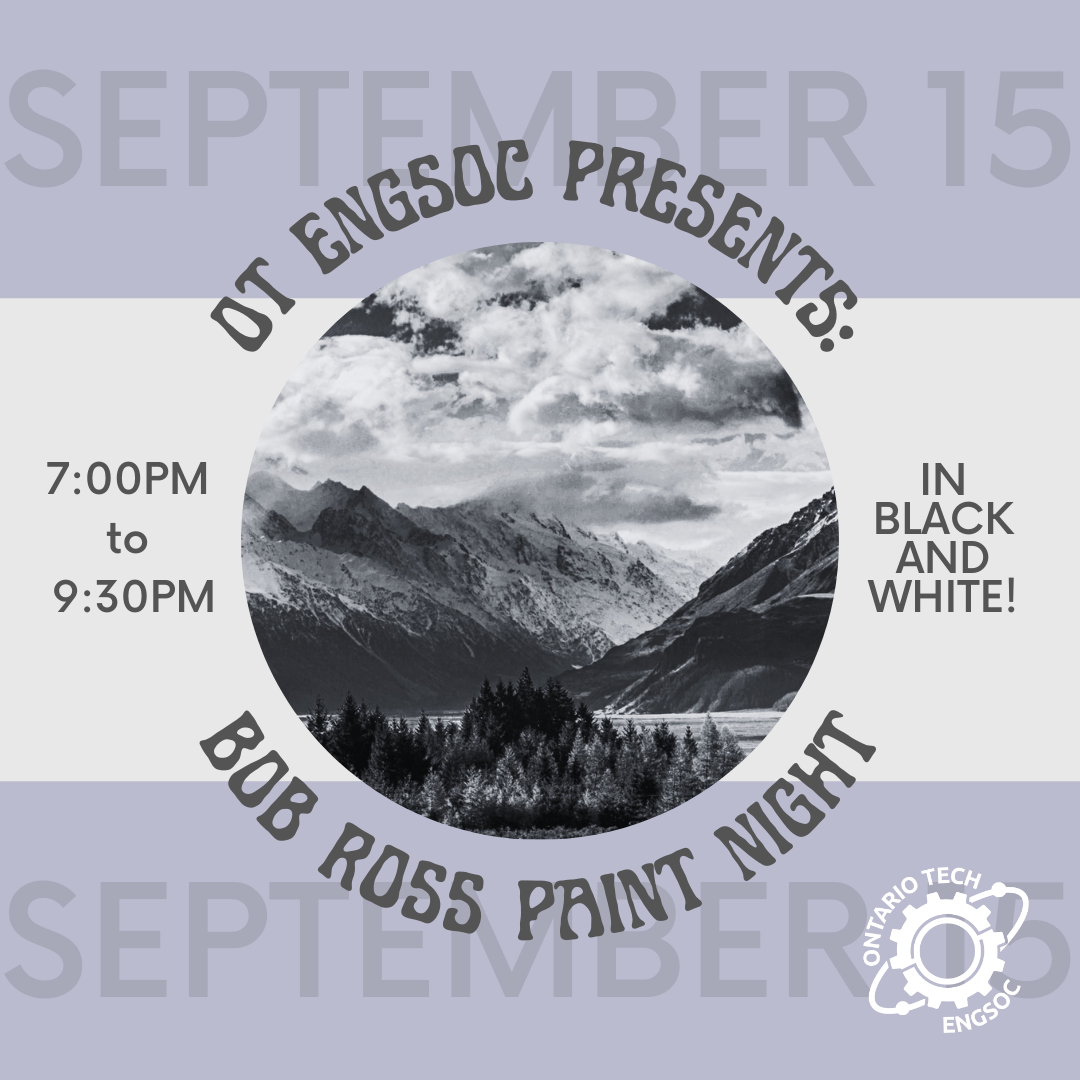 SEPTEMBER 15
OT ENGSOC PRESENTS:
7:00PM
to
9:30PM
IN
BLACK
AND
WHITE!
BOB ROSS PAINT NIGHT
SEPTEMBER 15
ONTARIO TECH
ENGSOC